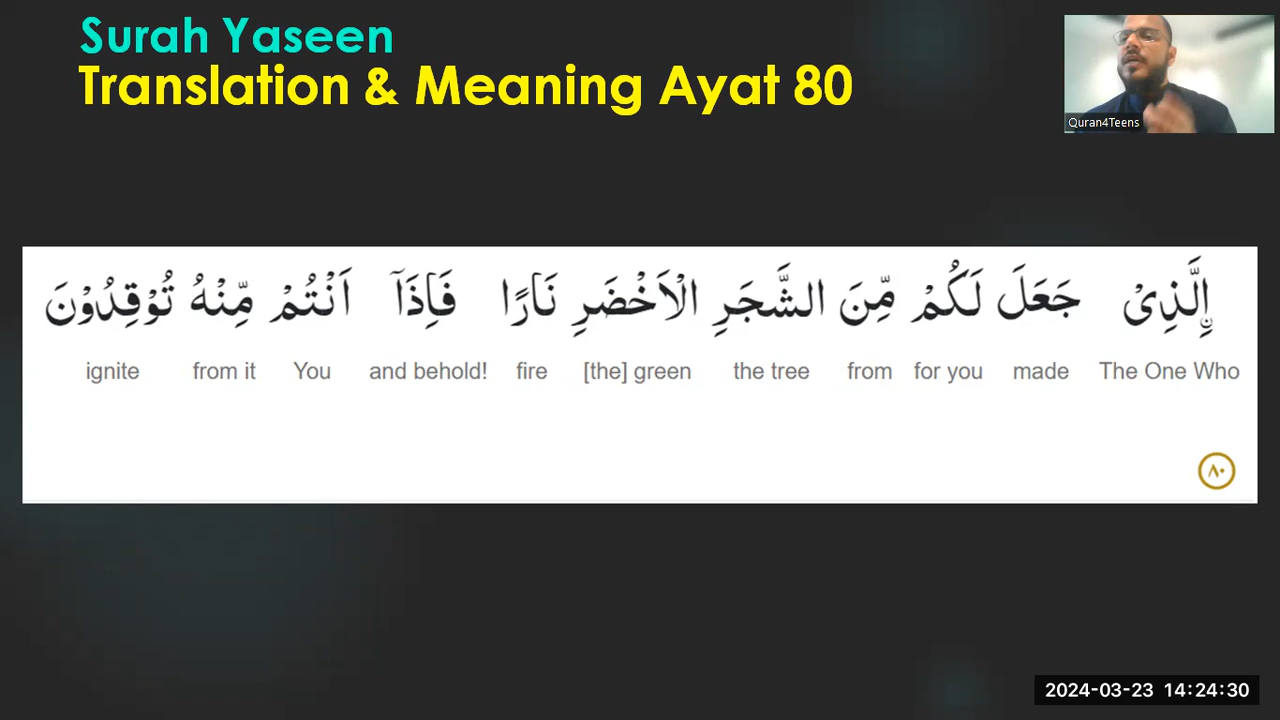 Surah Yaseen
Translation & Meaning Ayat 80
Quran4Teens
اِ۟لَّذِیْ جَعَلَ لَكُمْ مِّنَ الشَّجَرِ الْاَخْضَرِ نَارًا فَاِذَاۤ اَنْتُمْ مِّنْهُ تُوْقِدُوْنَ
ignite from it You and behold! fire [the] green the tree from for you made The One Who
٨٠
2024-03-23 14:24:30